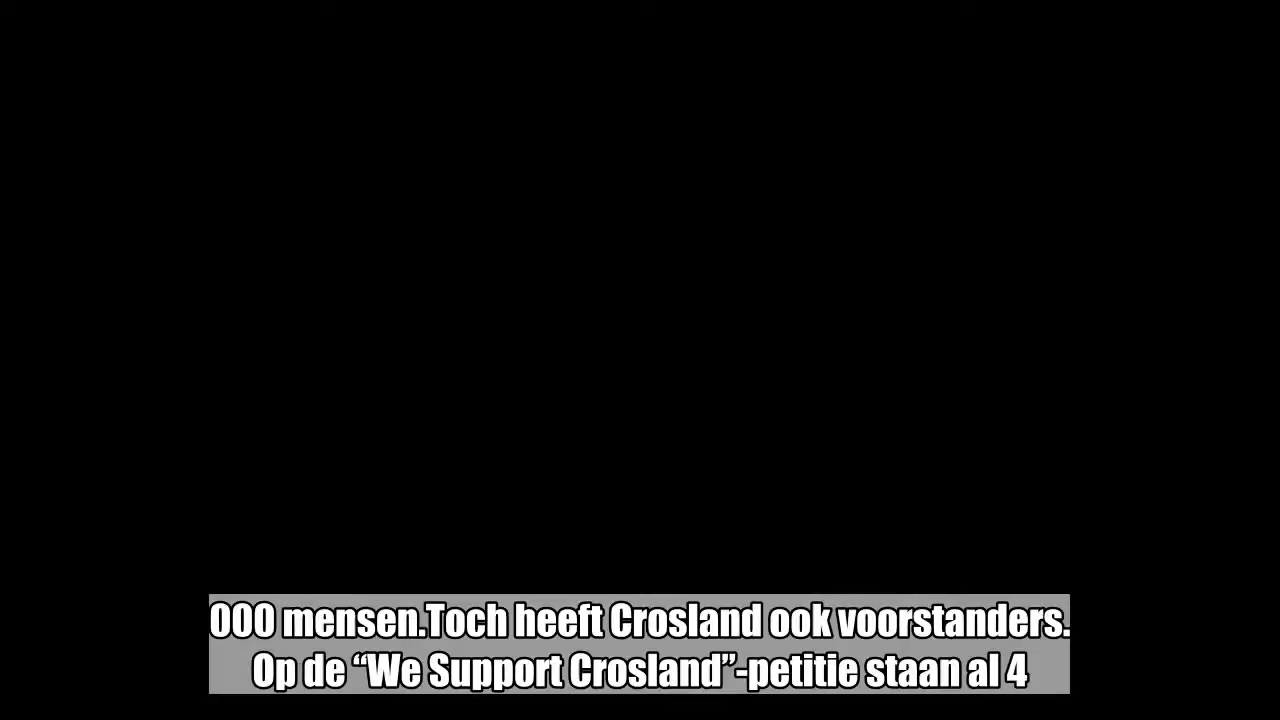 000 mensen.Toch heeft Crosland ook voorstanders.
Op de “We Support Crosland”-petitie staan al 4